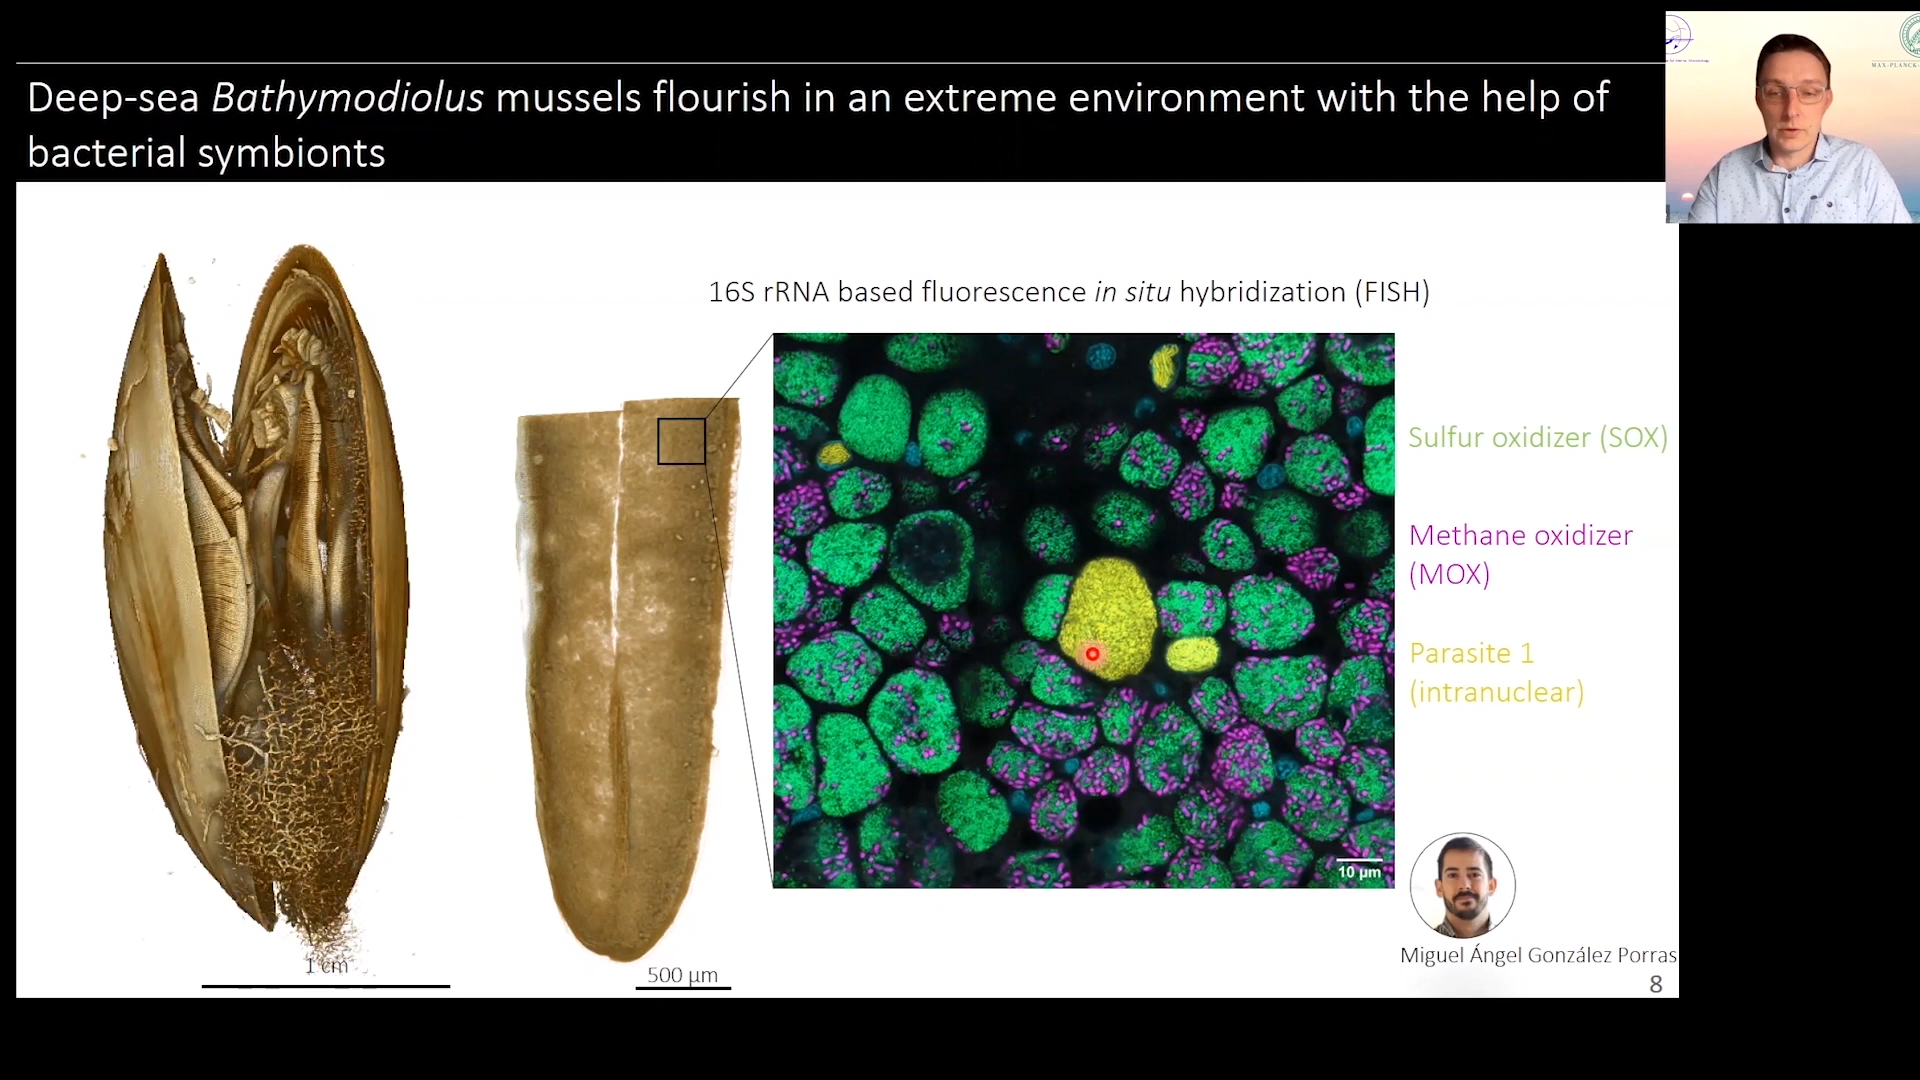 Deep-sea Bathymodiolus mussels flourish in an extreme environment with the help of
bacterial symbionts
16S rRNA based fluorescence in situ hybridization (FISH)
Sulfur oxidizer (SOX)
Methane oxidizer
(MOX)
Parasite 1
(intranuclear)
10 µm
1 cm
500 µm
Miguel Ángel González Porras
8
MAX-PLANCK-